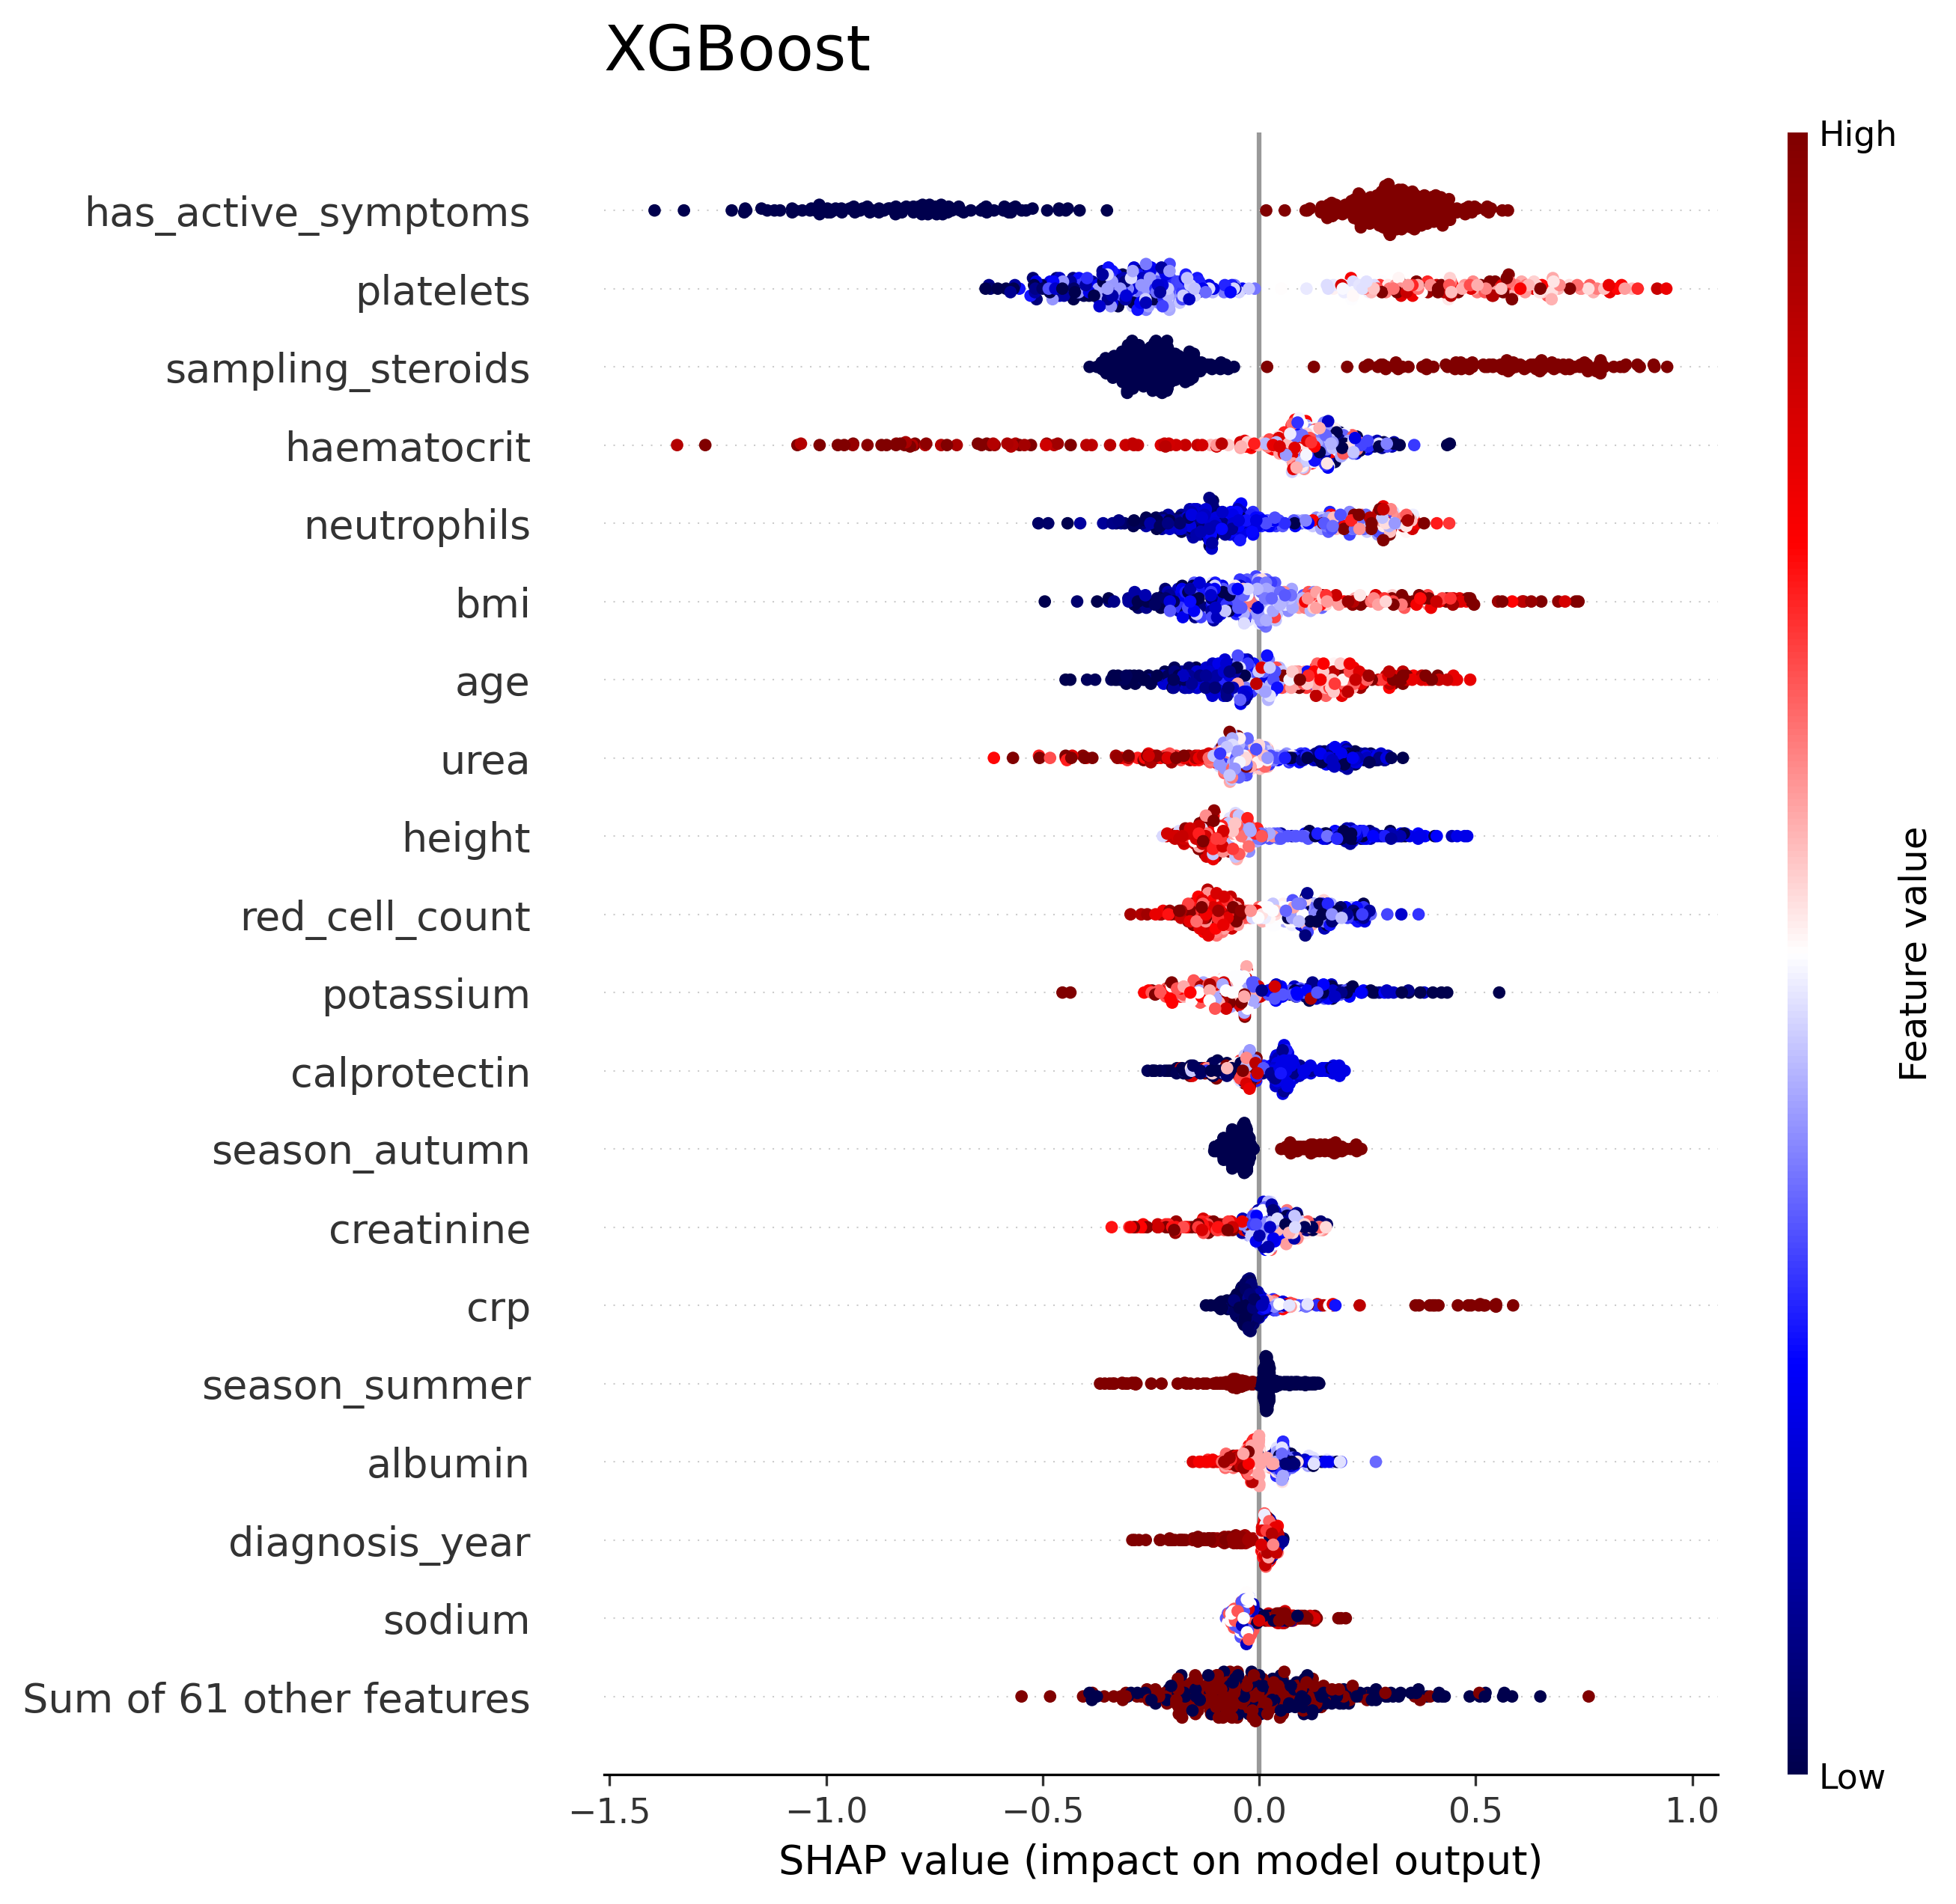 XGBoost
High
has_active_symptoms
platelets
sampling_steroids
haematocrit
neutrophils
bmi
age
urea
height
red_cell_count
potassium
calprotectin
season_autumn
creatinine
crp
season_summer
albumin
diagnosis_year
sodium
Sum of 61 other features
Feature value
Low
−1.5 −1.0 −0.5 0.0 0.5 1.0
SHAP value (impact on model output)